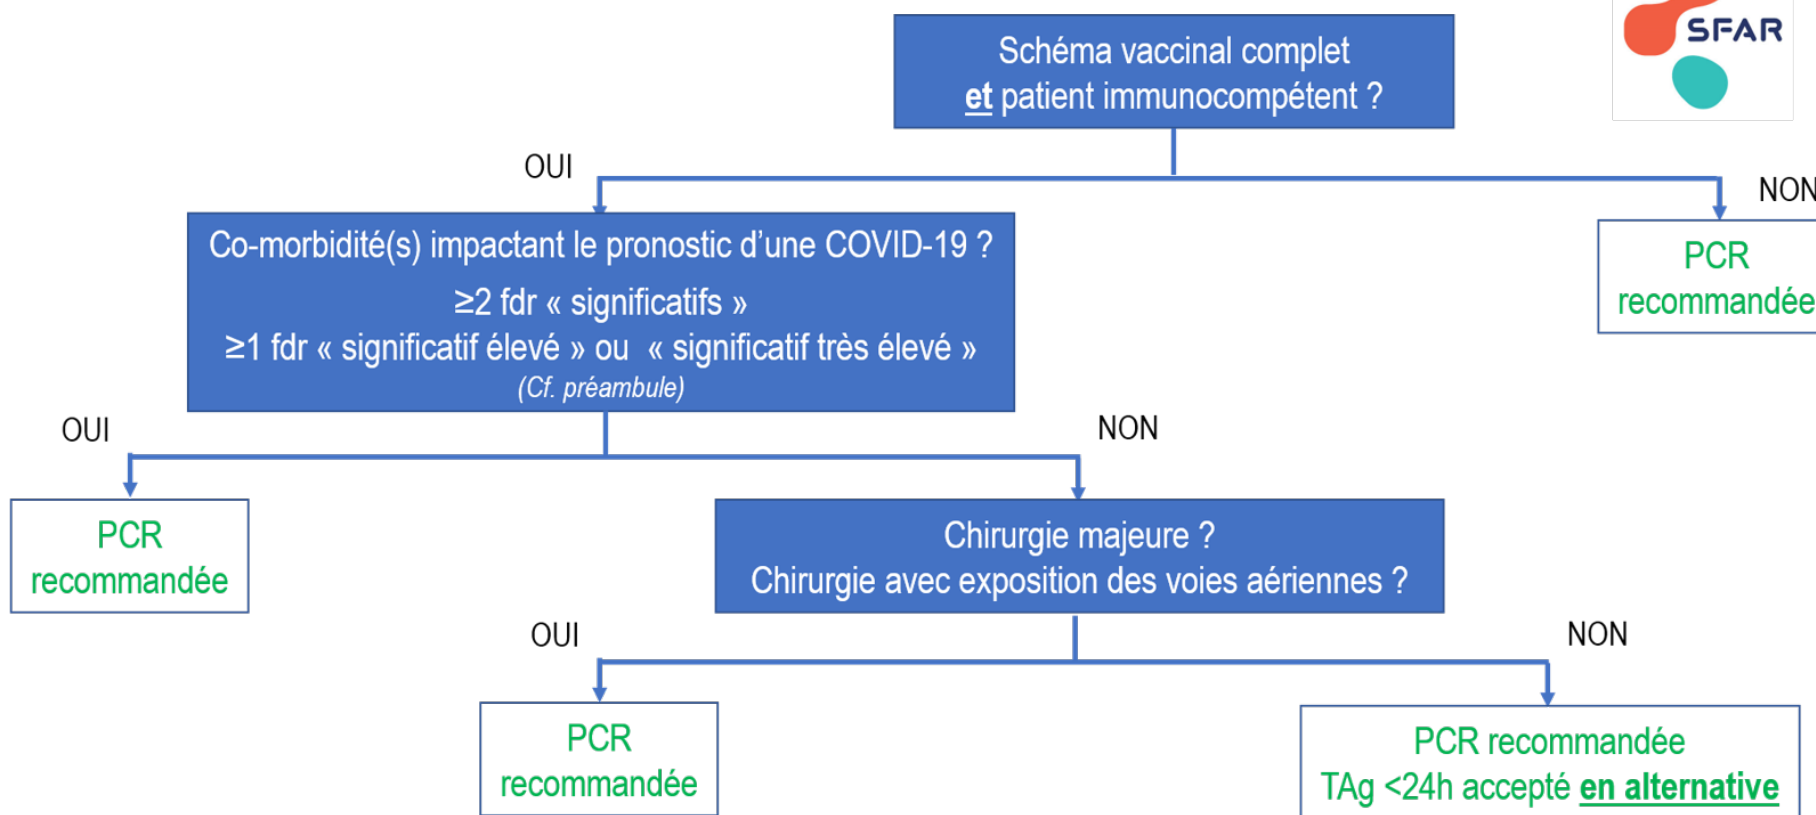 SFAR
Schéma vaccinal complet
et patient immunocompétent ?
OUI
NON
Co-morbidité(s) impactant le pronostic d'une COVID-19 ?
≥2 fdr « significatifs »
≥1 fdr « significatif élevé » ou « significatif très élevé »
(Cf. préambule)
PCR
recommandée
OUI
NON
PCR
recommandée
Chirurgie majeure ?
Chirurgie avec exposition des voies aériennes ?
OUI
NON
PCR
recommandée
PCR recommandée
TAg <24h accepté en alternative